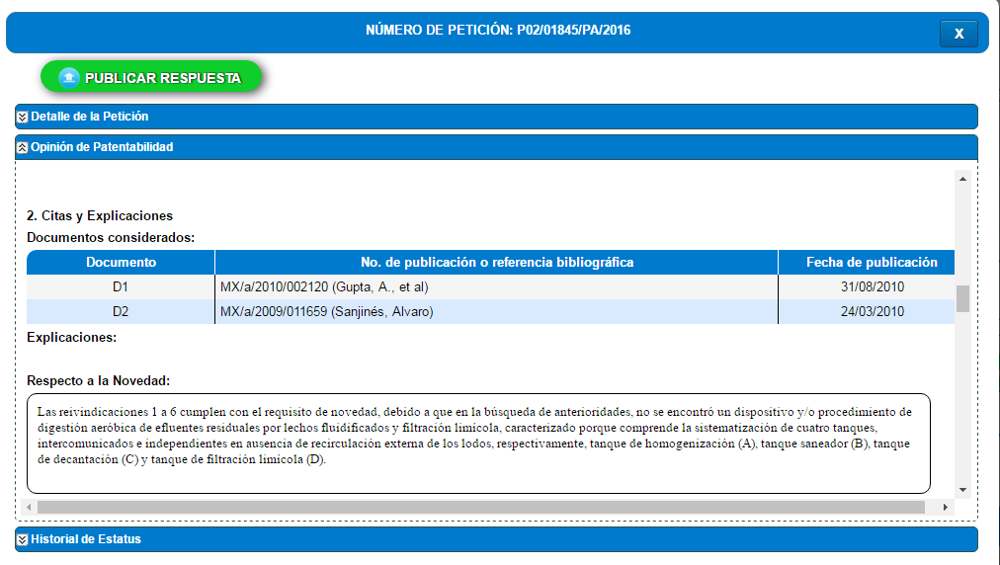 NÚMERO DE PETICIÓN: P02/01845/PA/2016
X
PUBLICAR RESPUESTA
Detalle de la Petición
Opinión de Patentabilidad
2. Citas y Explicaciones
Documentos considerados:
Documento No. de publicación o referencia bibliográfica Fecha de publicación
D1 MX/a/2010/002120 (Gupta, A., et al) 31/08/2010
D2 MX/a/2009/011659 (Sanjinés, Alvaro) 24/03/2010
Explicaciones:
Respecto a la Novedad:
Las reivindicaciones 1 a 6 cumplen con el requisito de novedad, debido a que en la búsqueda de anterioridades, no se encontró un dispositivo y/o procedimiento de
digestión aeróbica de efluentes residuales por lechos fluidificados y filtración limícola, caracterizado porque comprende la sistematización de cuatro tanques,
intercomunicados e independientes en ausencia de recirculación externa de los lodos, respectivamente, tanque de homogenización (A), tanque saneador (B), tanque
de decantación (C) y tanque de filtración limícola (D).
Historial de Estatus